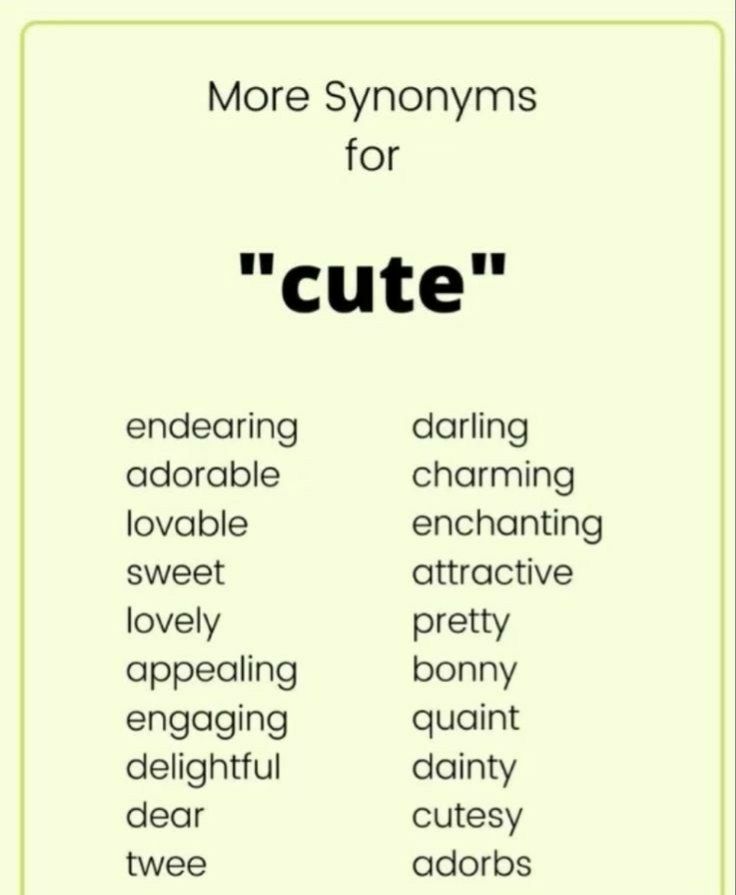 More Synonyms
for
"cute"
endearing
adorable
lovable
sweet
lovely
appealing
engaging
delightful
dear
twee
darling
charming
enchanting
attractive
pretty
bonny
quaint
dainty
cutesy
adorbs